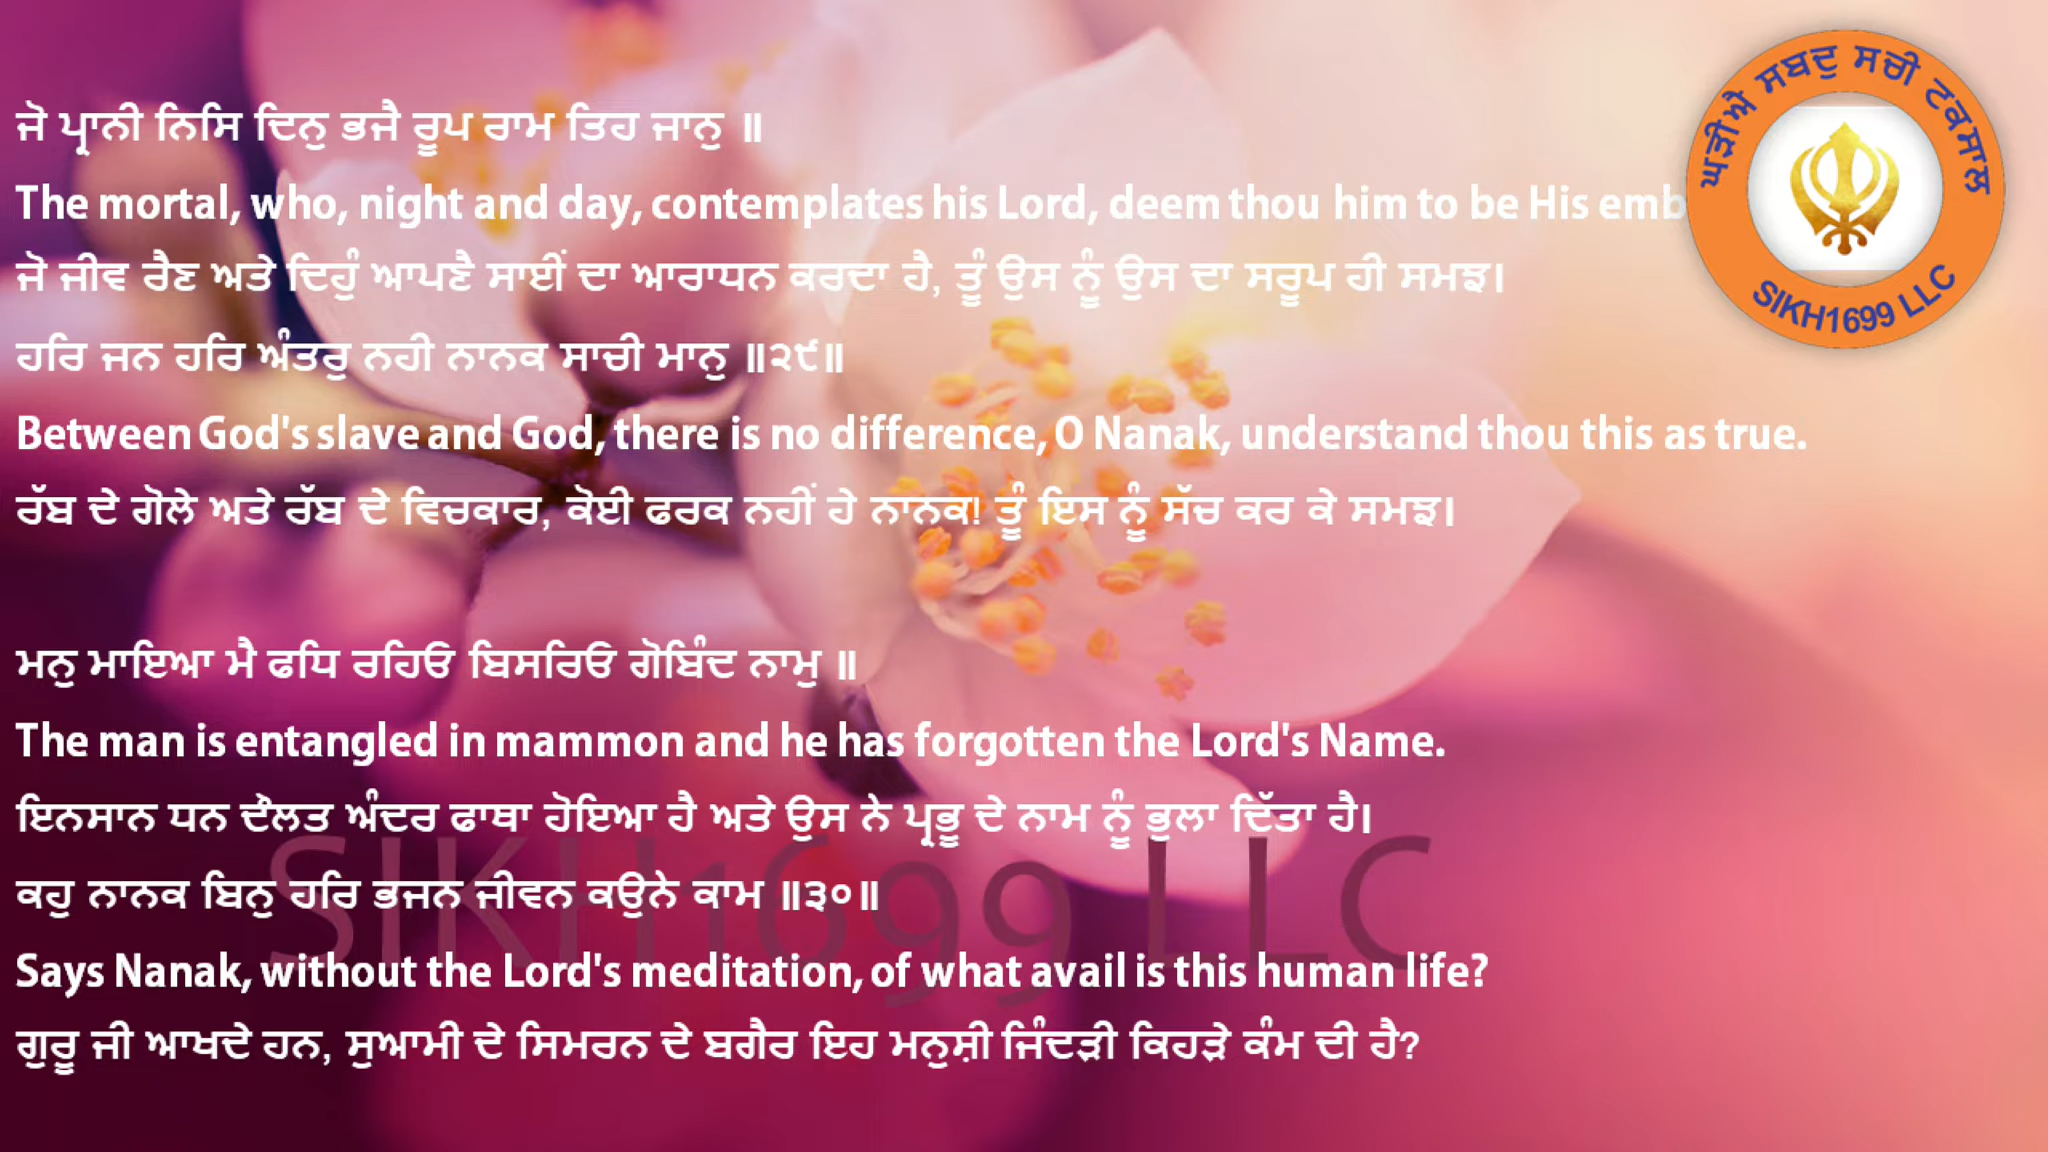 ਜੋ ਪ੍ਰਾਨੀ ਨਿਸਿ ਦਿਨੁ ਭਜੈ ਰੂਪ ਰਾਮ ਤਿਹ ਜਾਨੁ ॥
The mortal, who, night and day, contemplates his Lord, deem thou him to be His emb
ਜੋ ਜੀਵ ਰੈਣ ਅਤੇ ਦਿਹੁੰ ਆਪਣੈ ਸਾਈਂ ਦਾ ਆਰਾਧਨ ਕਰਦਾ ਹੈ, ਤੂੰ ਉਸ ਨੂੰ ਉਸ ਦਾ ਸਰੂਪ ਹੀ ਸਮਝ।
ਹਰਿ ਜਨ ਹਰਿ ਅੰਤਰੁ ਨਹੀ ਨਾਨਕ ਸਾਚੀ ਮਾਨੁ ॥੨੯॥
Between God's slave and God, there is no difference, O Nanak, understand thou this as true.
ਰੱਬ ਦੇ ਗੋਲੇ ਅਤੇ ਰੱਬ ਦੇ ਵਿਚਕਾਰ, ਕੋਈ ਫਰਕ ਨਹੀਂ ਹੇ ਨਾਨਕ! ਤੂੰ ਇਸ ਨੂੰ ਸੱਚ ਕਰ ਕੇ ਸਮਝ।
ਮਨੁ ਮਾਇਆ ਮੈ ਫਧਿ ਰਹਿਓ ਬਿਸਰਿਓ ਗੋਬਿੰਦ ਨਾਮੁ ॥
The man is entangled in mammon and he has forgotten the Lord's Name.
ਇਨਸਾਨ ਧਨ ਦੌਲਤ ਅੰਦਰ ਫਾਥਾ ਹੋਇਆ ਹੈ ਅਤੇ ਉਸ ਨੇ ਪ੍ਰਭੂ ਦੇ ਨਾਮ ਨੂੰ ਭੁਲਾ ਦਿੱਤਾ ਹੈ।
ਕਹੁ ਨਾਨਕ ਬਿਨੁ ਹਰਿ ਭਜਨ ਜੀਵਨ ਕਉਨੇ ਕਾਮ ॥੩੦॥
Says Nanak, without the Lord's meditation, of what avail is this human life?
ਗੁਰੂ ਜੀ ਆਖਦੇ ਹਨ, ਸੁਆਮੀ ਦੇ ਸਿਮਰਨ ਦੇ ਬਗੈਰ ਇਹ ਮਨੁਸ਼ੀ ਜਿੰਦੜੀ ਕਿਹੜੇ ਕੰਮ ਦੀ ਹੈ?
ਘੜੀਐ ਸਬਦੁ ਸਚੀ ਟਕਸਾਲ
SIKH1699 LLC
SIKH1699 LLC